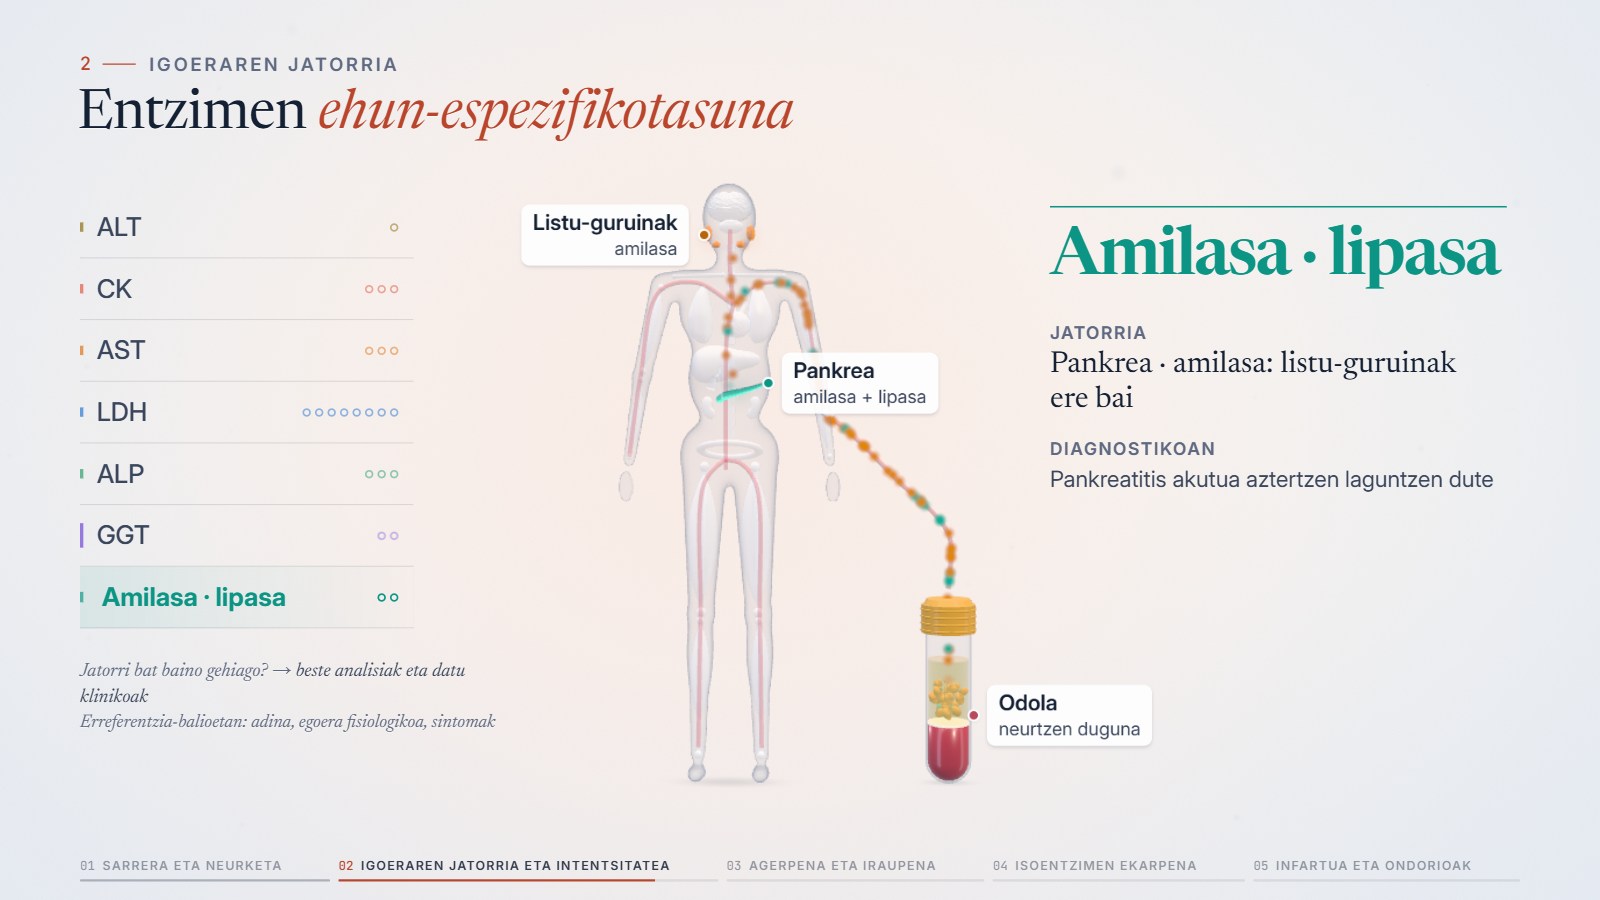 2 — IGOERAREN JATORRIA
Entzimen ehun-espezifikotasuna
ALT
CK
AST
LDH
ALP
GGT
Amilasa · lipasa
Jatorri bat baino gehiago? → beste analisiak eta datu
klinikoak
Erreferentzia-balioetan: adina, egoera fisiologikoa, sintomak
Listu-guruinak
amilasa
Pankrea
amilasa + lipasa
Odola
neurtzen duguna
Amilasa · lipasa
JATORRIA
Pankrea · amilasa: listu-guruinak
ere bai
DIAGNOSTIKOAN
Pankreatitis akutua aztertzen laguntzen dute
01 SARRERA ETA NEURKETA
02 IGOERAREN JATORRIA ETA INTENTSITATEA
03 AGERPENA ETA IRAUPENA
04 ISOENTZIMEN EKARPENA
05 INFARTUA ETA ONDORIOAK